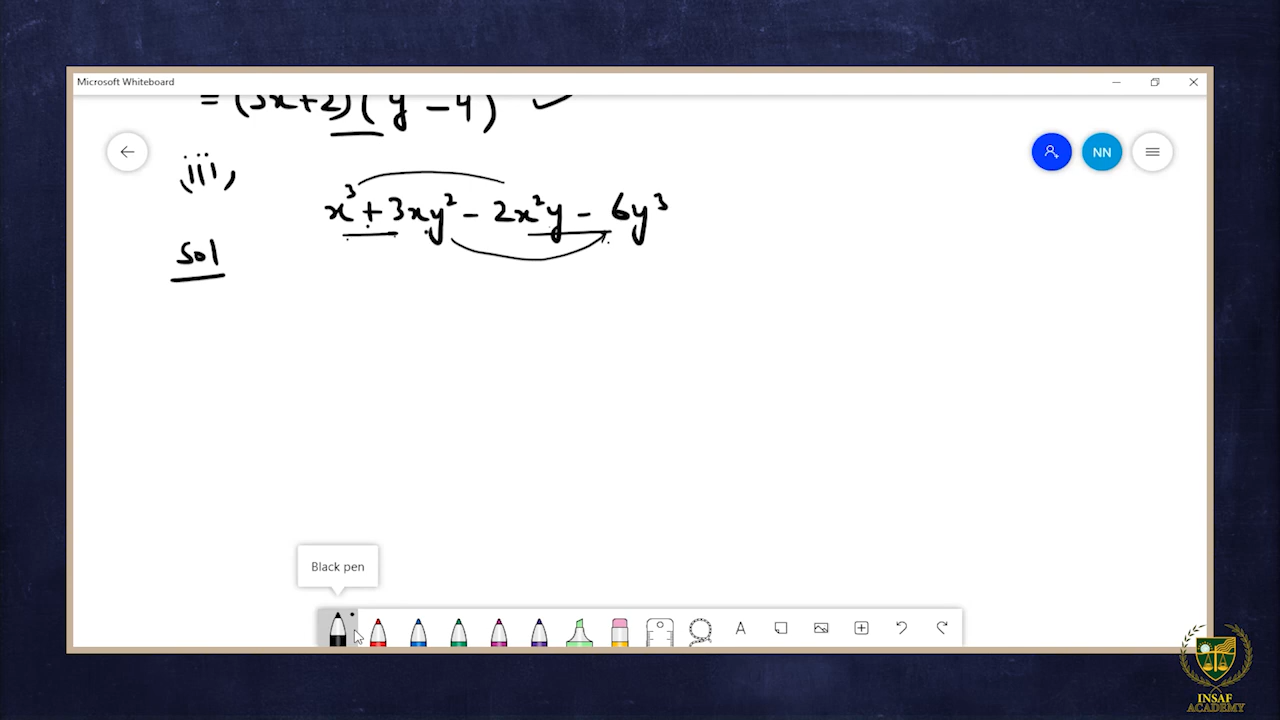 Microsoft Whiteboard
= (3x+2)(y-4)
NN
(iii)
x³ + 3xy² - 2x²y - 6y³
Sol
Black pen
A
INSAF
ACADEMY